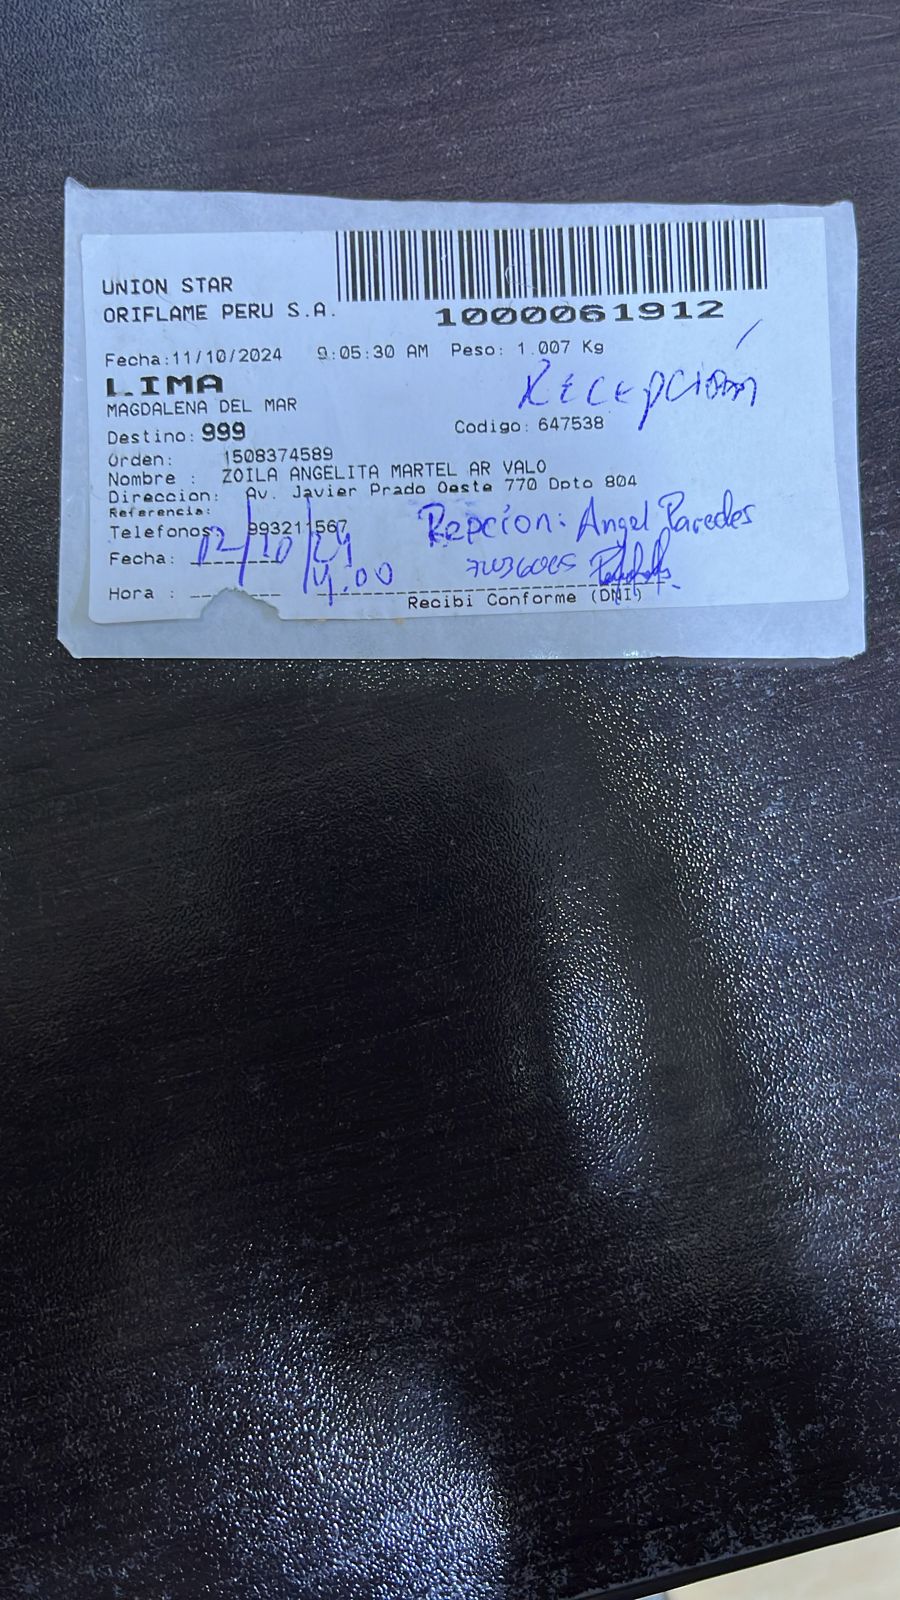 UNION STAR
ORIFLAME PERU S.A.
1000061912
Fecha:11/10/2024 9:05:30 AM Peso: 1.007 Kg
LIMA
RECEPCIÓN
MAGDALENA DEL MAR
Destino: 999 Codigo: 647538
Orden: 1508374589
Nombre : ZOILA ANGELITA MARTEL AR VALO
Direccion: Av. Javier Prado Oeste 770 Dpto 804
Referencia:
Telefonos 993211567 Repcion: Angel Paredes
Fecha: 12/10/24
Hora : 4.00
Recibi Conforme (DNI)